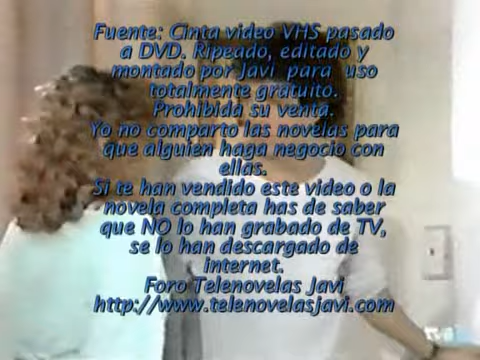 Fuente: Cinta video VHS pasado
a DVD. Ripeado, editado y
montado por Javi para uso
totalmente gratuito.
Prohibida su venta.
Yo no comparto las novelas para
que alguien haga negocio con
ellas.
Si te han vendido este video o la
novela completa has de saber
que NO lo han grabado de TV,
se lo han descargado de
internet.
Foro Telenovelas Javi
http://www.telenovelasjavi.com